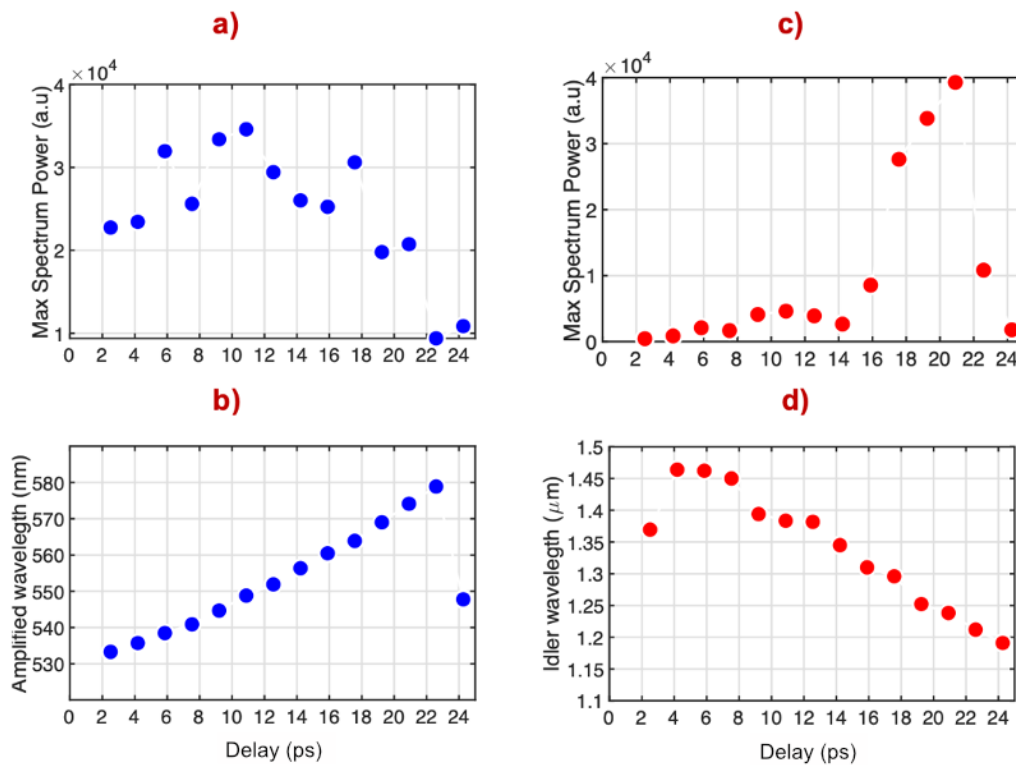 a)
× 10^4
Max Spectrum Power (a.u)
4
3
2
1
0 2 4 6 8 10 12 14 16 18 20 22 24
c)
× 10^4
Max Spectrum Power (a.u)
4
3
2
1
0
0 2 4 6 8 10 12 14 16 18 20 22 24
b)
Amplified wavelegth (nm)
580
570
560
550
540
530
0 2 4 6 8 10 12 14 16 18 20 22 24
Delay (ps)
d)
Idler wavelegth (μm)
1.5
1.45
1.4
1.35
1.3
1.25
1.2
1.15
1.1
0 2 4 6 8 10 12 14 16 18 20 22 24
Delay (ps)